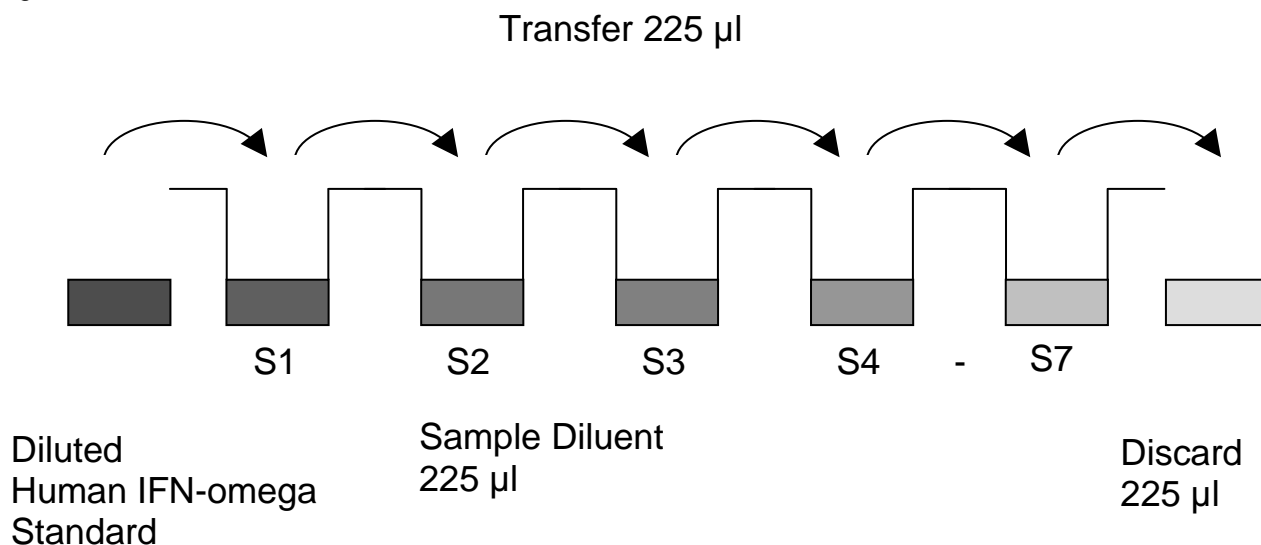 Transfer 225 µl
S1 S2 S3 S4 - S7
Diluted
Human IFN-omega
Standard
Sample Diluent
225 µl
Discard
225 µl